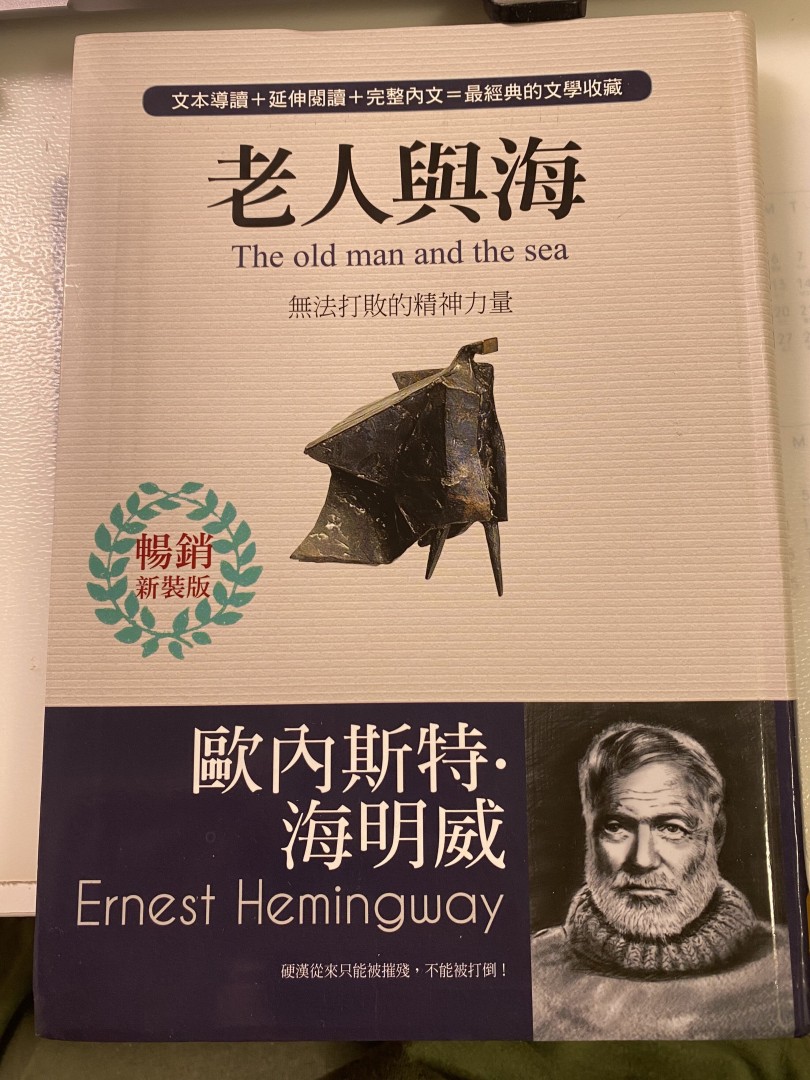 文本導讀＋延伸閱讀＋完整內文＝最經典的文學收藏
老人與海
The old man and the sea
無法打敗的精神力量
暢銷
新裝版
歐內斯特·
海明威
Ernest Hemingway
硬漢從來只能被摧殘，不能被打倒！